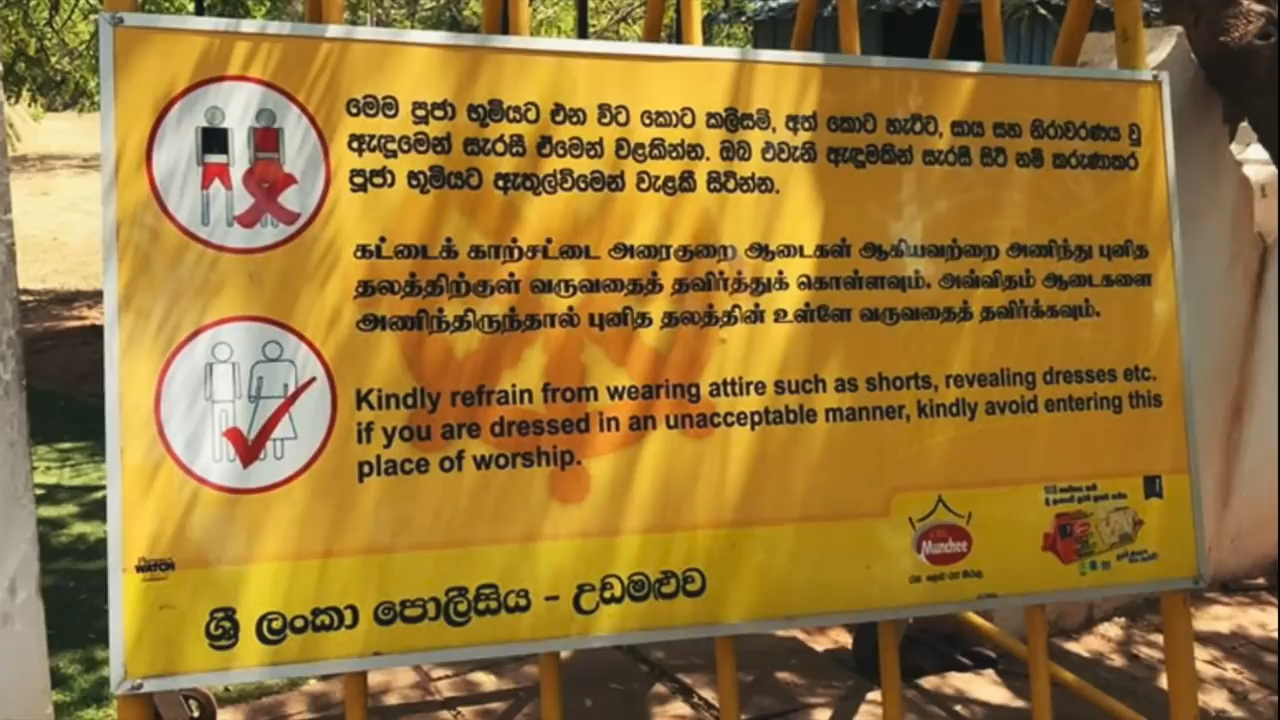 මෙම පූජා භූමියට එන විට කොට කලිසම්, අත් කොට හැට්ට, සාය සහ නිරාවරණය වූ
ඇඳුමෙන් සැරසී ඒමෙන් වළකින්න. ඔබ එවැනි ඇඳුමකින් සැරසී සිටී නම් කරුණාකර
පූජා භූමියට ඇතුල්වීමෙන් වැළකී සිටින්න.
கட்டைக் காற்சட்டை அரைகுறை ஆடைகள் ஆகியவற்றை அணிந்து புனித
தலத்திற்குள் வருவதைத் தவிர்த்துக் கொள்ளவும். அவ்விதம் ஆடைகளை
அணிந்திருந்தால் புனித தலத்தின் உள்ளே வருவதைத் தவிர்க்கவும்.
Kindly refrain from wearing attire such as shorts, revealing dresses etc.
if you are dressed in an unacceptable manner, kindly avoid entering this
place of worship.
Munchee
WATCH
ශ්‍රී ලංකා පොලීසිය - උඩමළුව